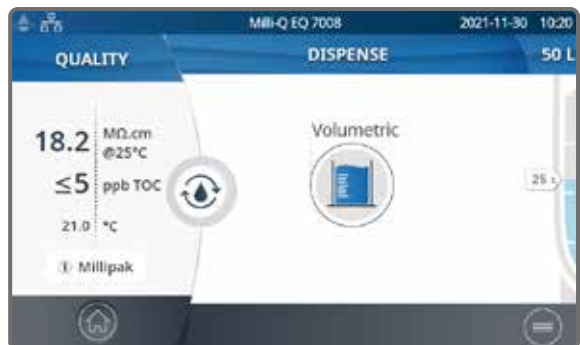 Milli-Q EQ 7008
2021-11-30 10:20
QUALITY
DISPENSE
50 L
18.2 MΩ.cm
@25°C
≤5 ppb TOC
21.0 °C
① Millipak
Volumetric
25 L